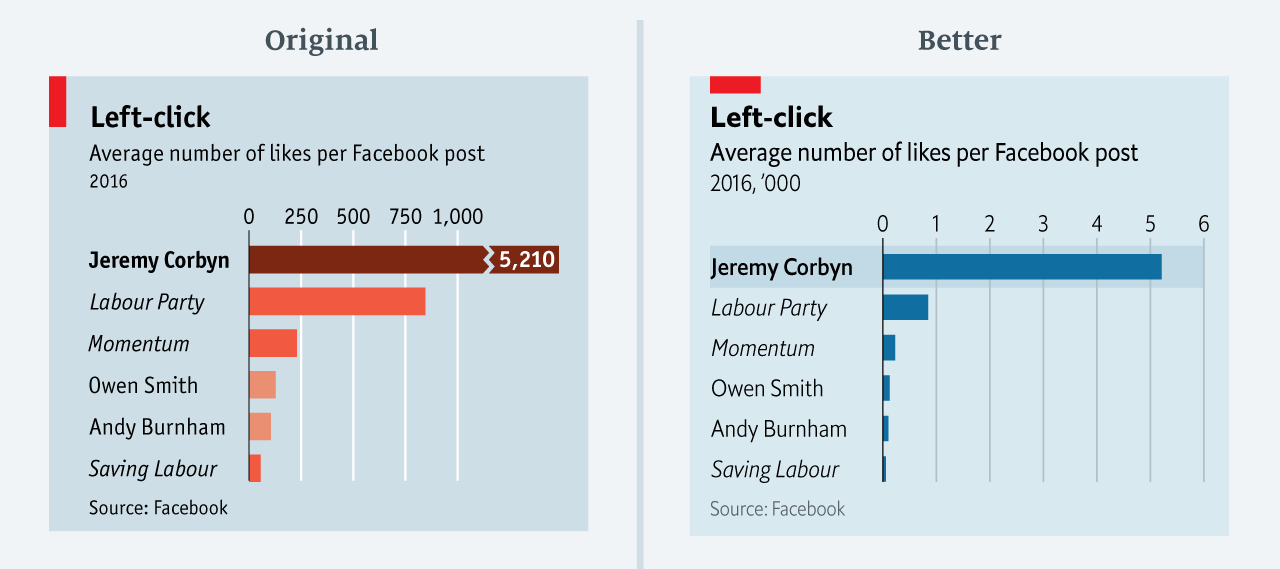 Original
Left-click
Average number of likes per Facebook post
2016
0 250 500 750 1,000
Jeremy Corbyn 5,210
Labour Party
Momentum
Owen Smith
Andy Burnham
Saving Labour
Source: Facebook
Better
Left-click
Average number of likes per Facebook post
2016, ’000
0 1 2 3 4 5 6
Jeremy Corbyn
Labour Party
Momentum
Owen Smith
Andy Burnham
Saving Labour
Source: Facebook